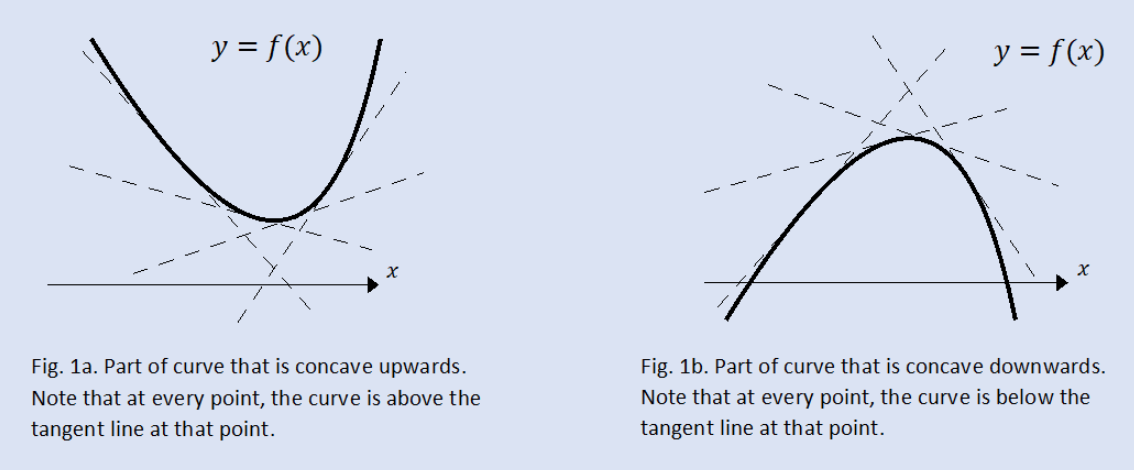 y = f(x)
x
Fig. 1a. Part of curve that is concave upwards.
Note that at every point, the curve is above the
tangent line at that point.
y = f(x)
x
Fig. 1b. Part of curve that is concave downwards.
Note that at every point, the curve is below the
tangent line at that point.